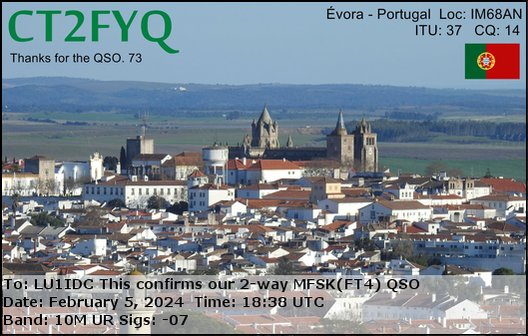 CT2FYQ
Thanks for the QSO. 73
Évora - Portugal Loc: IM68AN
ITU: 37 CQ: 14
To: LU1IDC This confirms our 2-way MFSK(FT4) QSO
Date: February 5, 2024 Time: 18:38 UTC
Band: 10M UR Sigs: -07